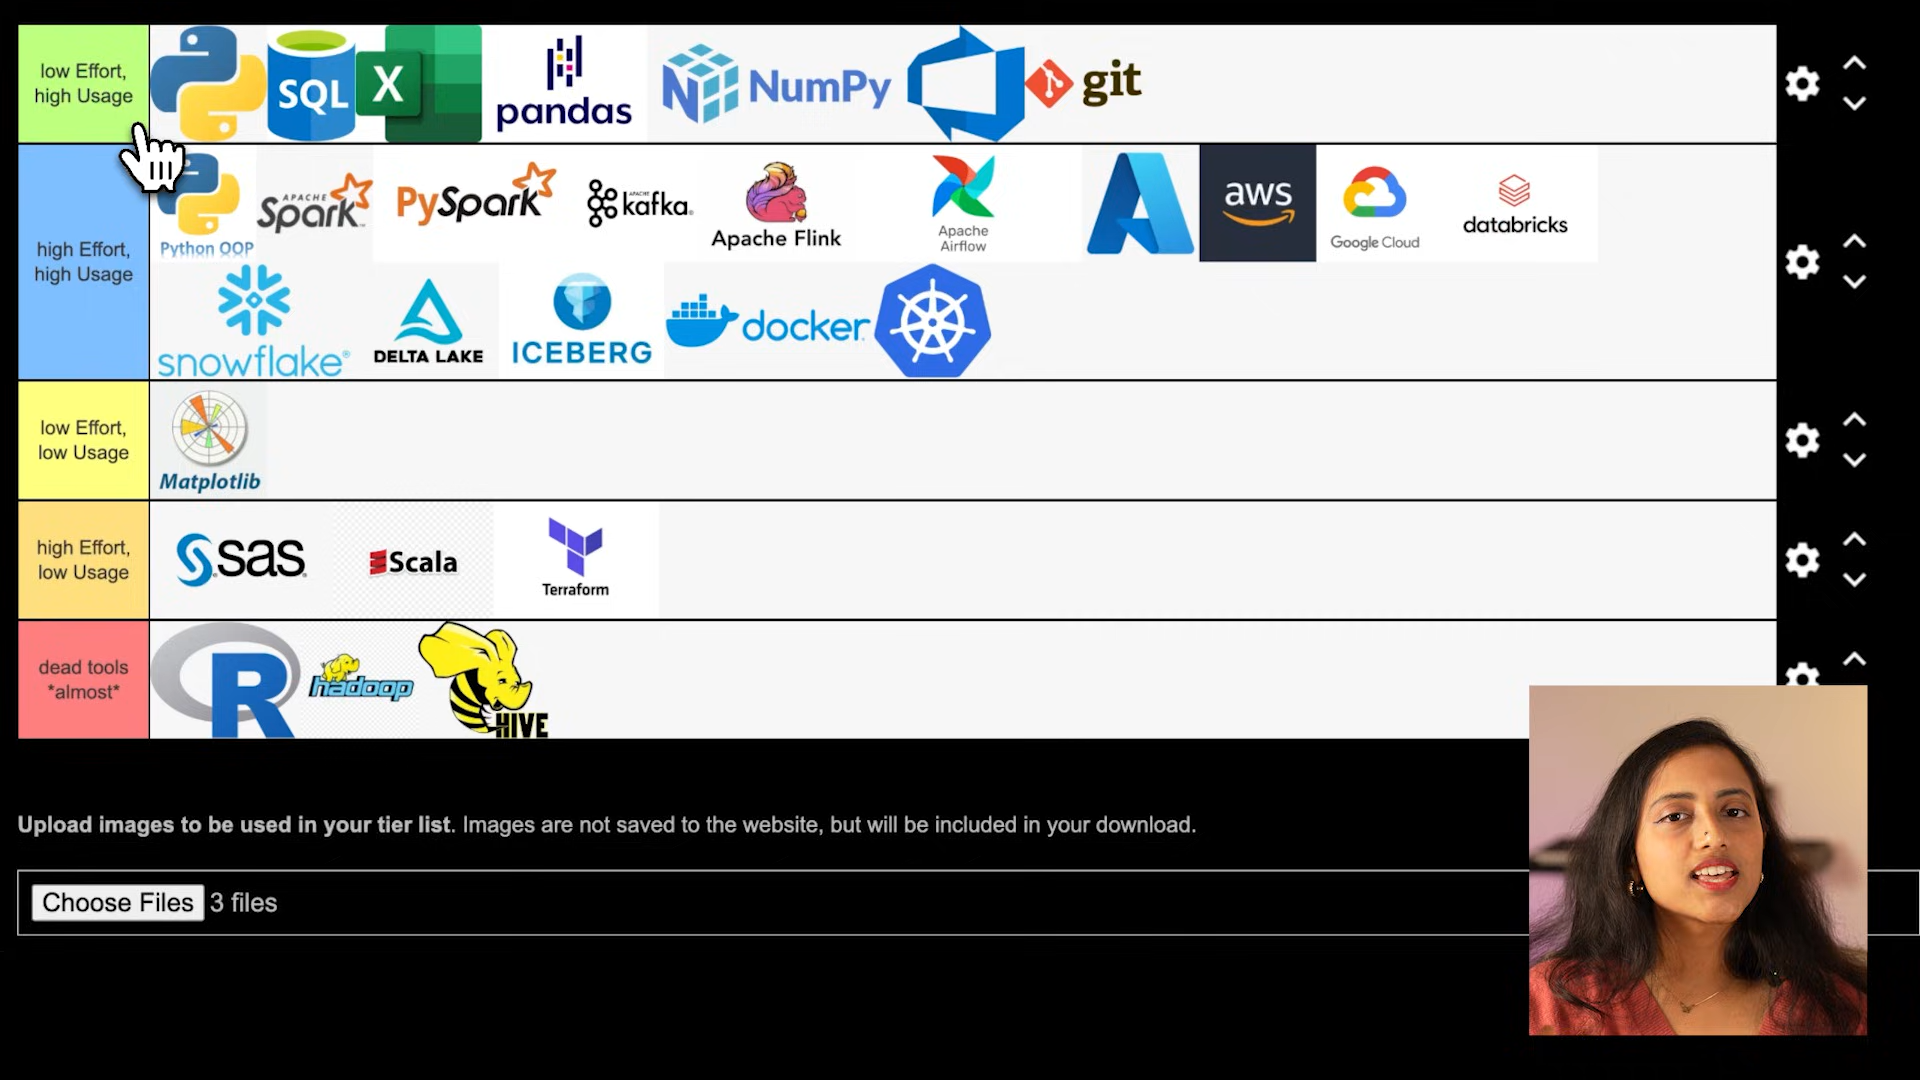 low Effort,
high Usage
SQL
X
pandas
NumPy
git
high Effort,
high Usage
Python OOP
APACHE
Spark
PySpark
APACHE
kafka
Apache Flink
Apache
Airflow
aws
Google Cloud
databricks
snowflake®
DELTA LAKE
ICEBERG
docker
low Effort,
low Usage
Matplotlib
high Effort,
low Usage
sas
Scala
Terraform
dead tools
*almost*
R
hadoop
HIVE
Upload images to be used in your tier list. Images are not saved to the website, but will be included in your download.
Choose Files 3 files